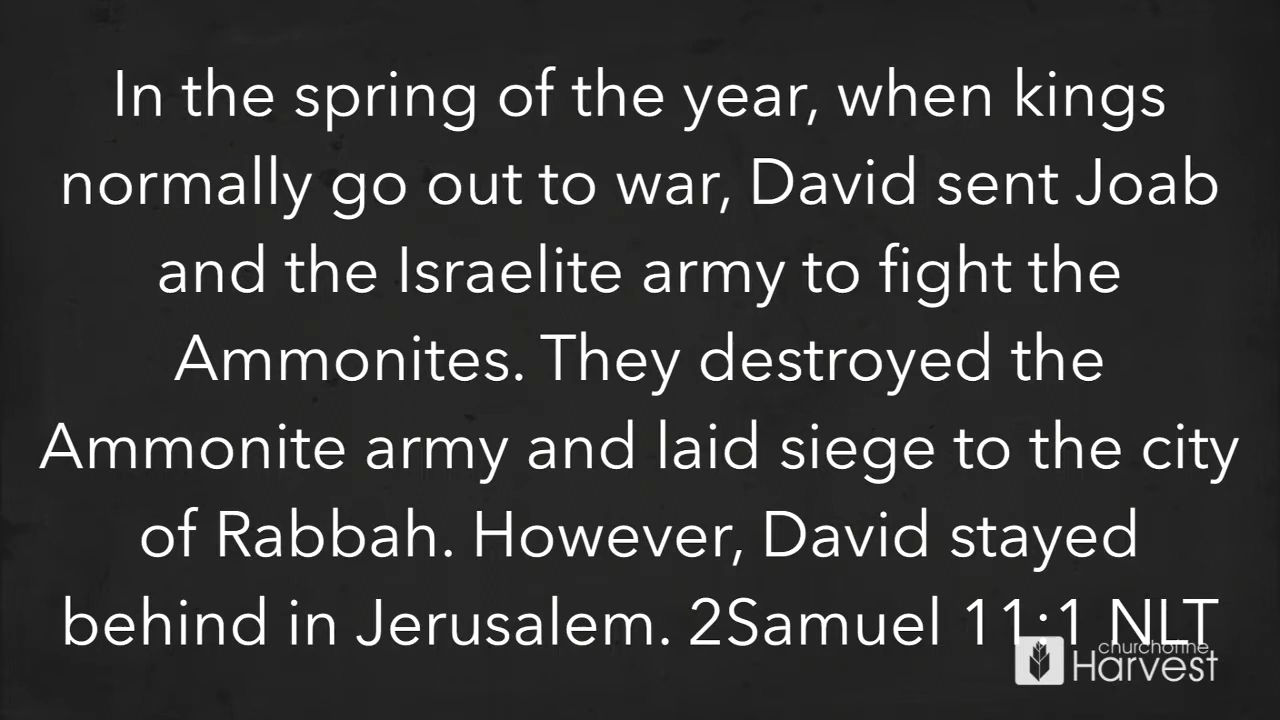 In the spring of the year, when kings
normally go out to war, David sent Joab
and the Israelite army to fight the
Ammonites. They destroyed the
Ammonite army and laid siege to the city
of Rabbah. However, David stayed
behind in Jerusalem. 2Samuel 11:1 NLT
churchofthe
Harvest